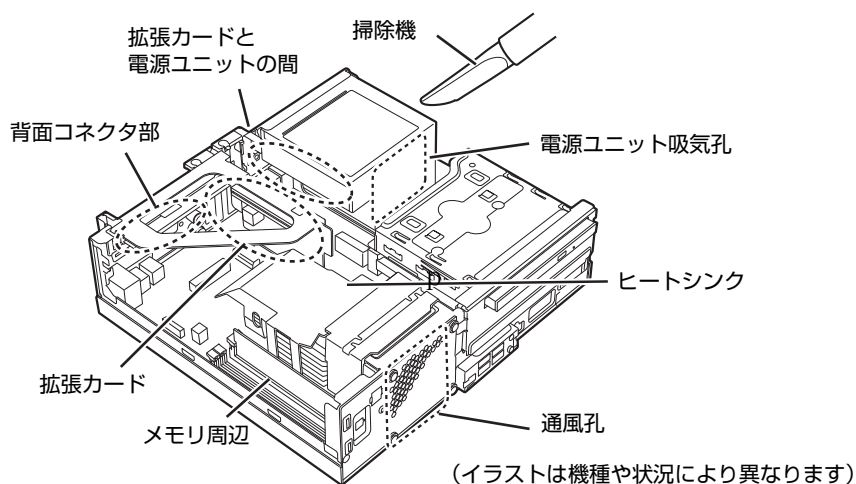 拡張カードと
電源ユニットの間
掃除機
背面コネクタ部
電源ユニット吸気孔
p
ヒートシンク
拡張カード
メモリ周辺
通風孔
(イラストは機種や状況により異なります)